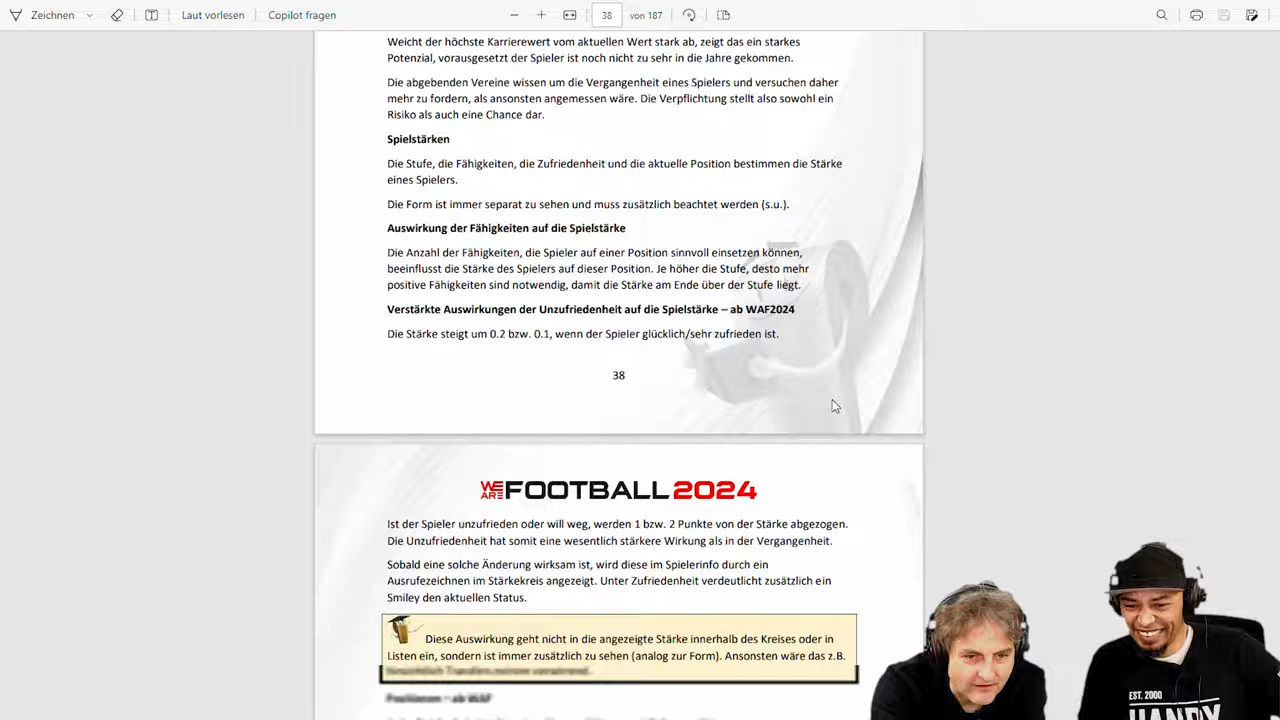 Zeichnen
Laut vorlesen
Copilot fragen
38
von 187
Weicht der höchste Karrierewert vom aktuellen Wert stark ab, zeigt das ein starkes
Potenzial, vorausgesetzt der Spieler ist noch nicht zu sehr in die Jahre gekommen.
Die abgebenden Vereine wissen um die Vergangenheit eines Spielers und versuchen daher
mehr zu fordern, als ansonsten angemessen wäre. Die Verpflichtung stellt also sowohl ein
Risiko als auch eine Chance dar.
Spielstärken
Die Stufe, die Fähigkeiten, die Zufriedenheit und die aktuelle Position bestimmen die Stärke
eines Spielers.
Die Form ist immer separat zu sehen und muss zusätzlich beachtet werden (s.u.).
Auswirkung der Fähigkeiten auf die Spielstärke
Die Anzahl der Fähigkeiten, die Spieler auf einer Position sinnvoll einsetzen können,
beeinflusst die Stärke des Spielers auf dieser Position. Je höher die Stufe, desto mehr
positive Fähigkeiten sind notwendig, damit die Stärke am Ende über der Stufe liegt.
Verstärkte Auswirkungen der Unzufriedenheit auf die Spielstärke – ab WAF2024
Die Stärke steigt um 0.2 bzw. 0.1, wenn der Spieler glücklich/sehr zufrieden ist.
38
WE ARE FOOTBALL 2024
Ist der Spieler unzufrieden oder will weg, werden 1 bzw. 2 Punkte von der Stärke abgezogen.
Die Unzufriedenheit hat somit eine wesentlich stärkere Wirkung als in der Vergangenheit.
Sobald eine solche Änderung wirksam ist, wird diese im Spielerinfo durch ein
Ausrufezeichnen im Stärkekreis angezeigt. Unter Zufriedenheit verdeutlicht zusätzlich ein
Smiley den aktuellen Status.
Diese Auswirkung geht nicht in die angezeigte Stärke innerhalb des Kreises oder in
Listen ein, sondern ist immer zusätzlich zu sehen (analog zur Form). Ansonsten wäre das z.B.
Positionen – ab WAF
EST. 2000